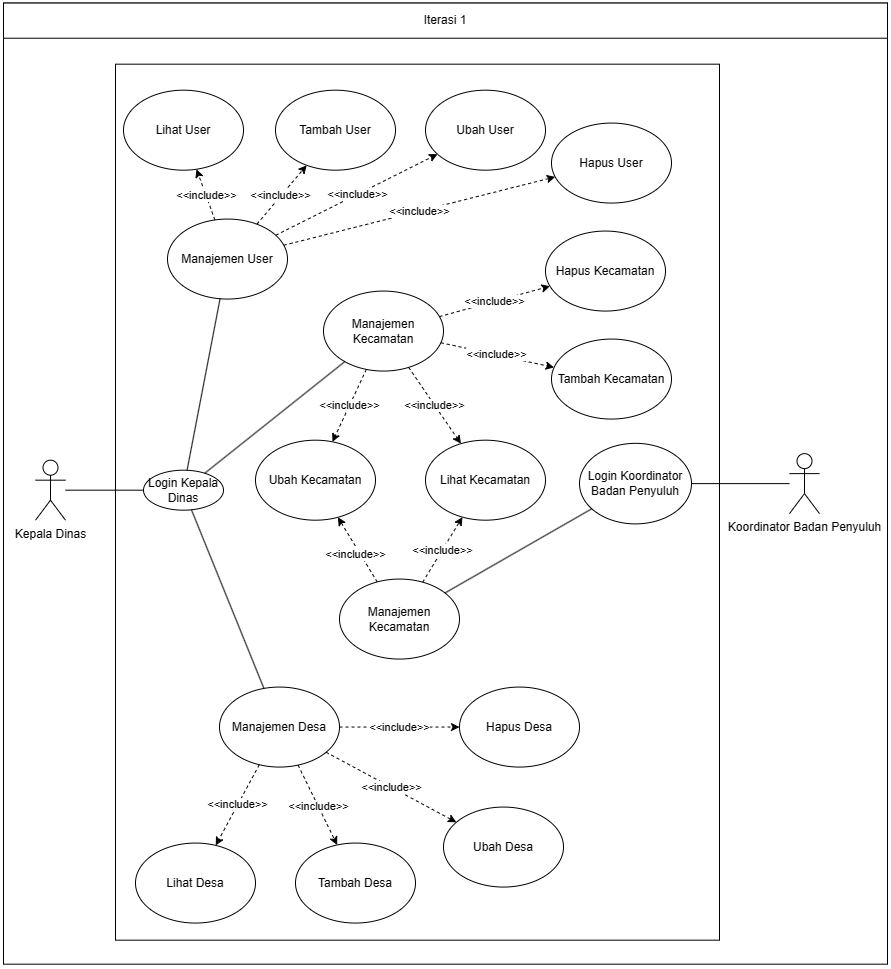 Iterasi 1
Lihat User
Tambah User
Ubah User
Hapus User
<<include>>
<<include>>
<<include>>
<<include>>
Manajemen User
Hapus Kecamatan
<<include>>
Manajemen
Kecamatan
<<include>>
Tambah Kecamatan
<<include>>
<<include>>
Ubah Kecamatan
Lihat Kecamatan
Login Koordinator
Badan Penyuluh
Login Kepala
Dinas
Kepala Dinas
Koordinator Badan Penyuluh
<<include>>
<<include>>
Manajemen
Kecamatan
Manajemen Desa
<<include>>
Hapus Desa
<<include>>
<<include>>
<<include>>
Ubah Desa
Lihat Desa
Tambah Desa